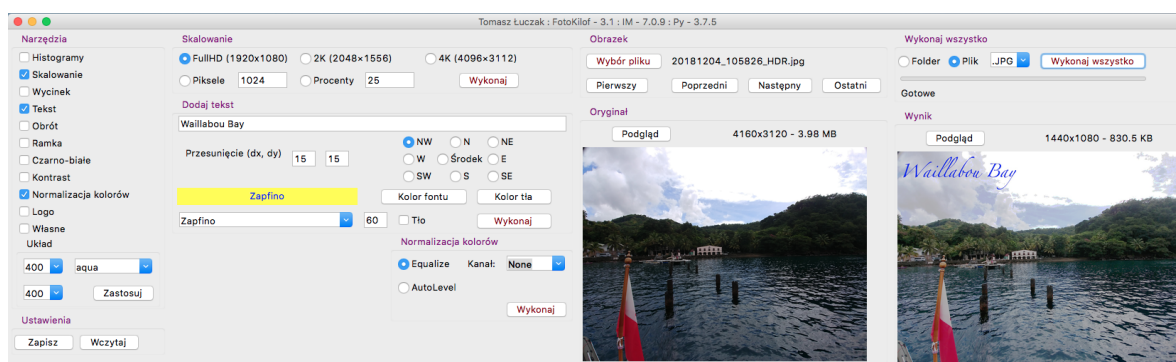 Tomasz Łuczak : FotoKilof - 3.1 : IM - 7.0.9 : Py - 3.7.5
Narzędzia
Histogramy
Skalowanie
Wycinek
Tekst
Obrót
Ramka
Czarno-białe
Kontrast
Normalizacja kolorów
Logo
Własne
Układ
400 aqua
400 Zastosuj
Ustawienia
Zapisz Wczytaj
Skalowanie
FullHD (1920x1080) 2K (2048×1556) 4K (4096×3112)
Piksele 1024 Procenty 25 Wykonaj
Dodaj tekst
Waillabou Bay
Przesunięcie (dx, dy) 15 15
NW N NE
W Środek E
SW S SE
Zapfino Kolor fontu Kolor tła
Zapfino 60 Tło Wykonaj
Normalizacja kolorów
Equalize Kanał: None
AutoLevel
Wykonaj
Obrazek
Wybór pliku 20181204_105826_HDR.jpg
Pierwszy Poprzedni Następny Ostatni
Oryginał
Podgląd 4160x3120 - 3.98 MB
Wykonaj wszystko
Folder Plik .JPG Wykonaj wszystko
Gotowe
Wynik
Podgląd 1440x1080 - 830.5 KB
Waillabou Bay